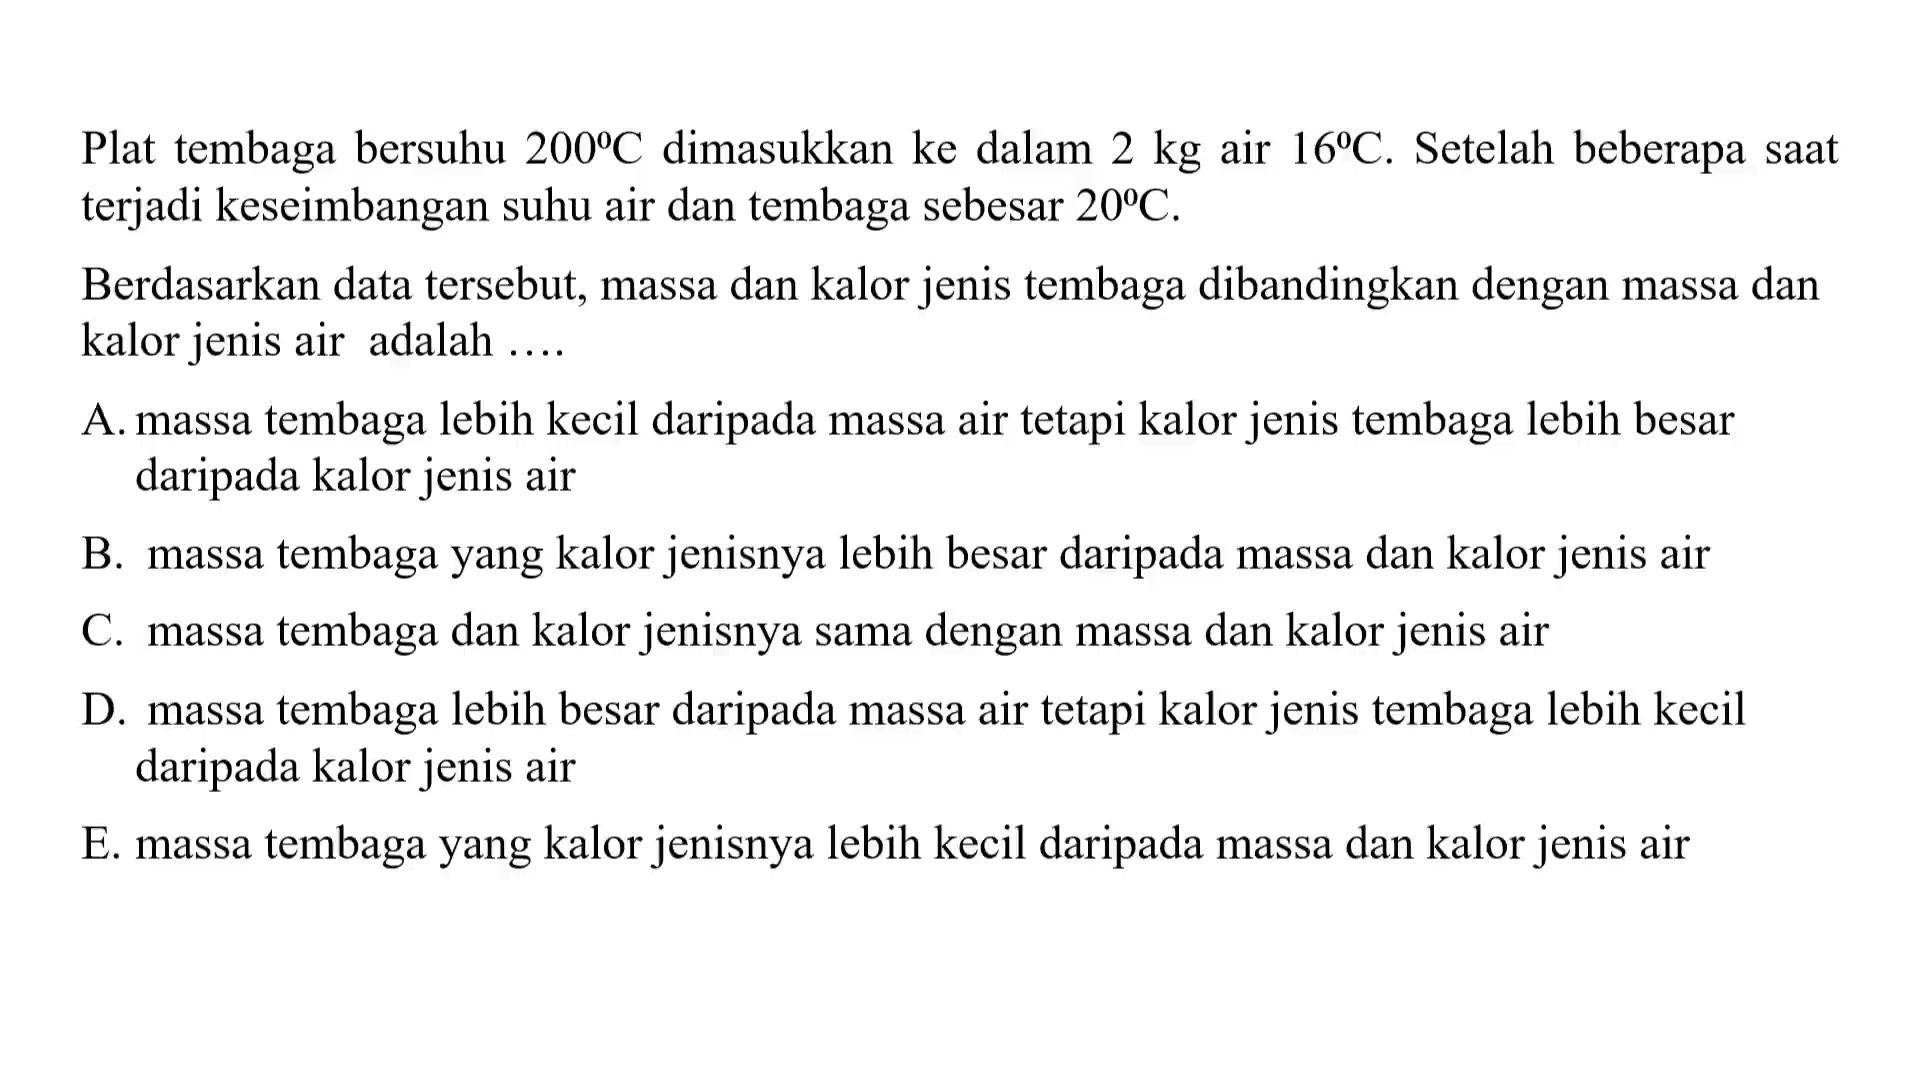 Plat tembaga bersuhu 200⁰C dimasukkan ke dalam 2 kg air 16⁰C. Setelah beberapa saat
terjadi keseimbangan suhu air dan tembaga sebesar 20⁰C.
Berdasarkan data tersebut, massa dan kalor jenis tembaga dibandingkan dengan massa dan
kalor jenis air adalah ….
A. massa tembaga lebih kecil daripada massa air tetapi kalor jenis tembaga lebih besar
daripada kalor jenis air
B. massa tembaga yang kalor jenisnya lebih besar daripada massa dan kalor jenis air
C. massa tembaga dan kalor jenisnya sama dengan massa dan kalor jenis air
D. massa tembaga lebih besar daripada massa air tetapi kalor jenis tembaga lebih kecil
daripada kalor jenis air
E. massa tembaga yang kalor jenisnya lebih kecil daripada massa dan kalor jenis air